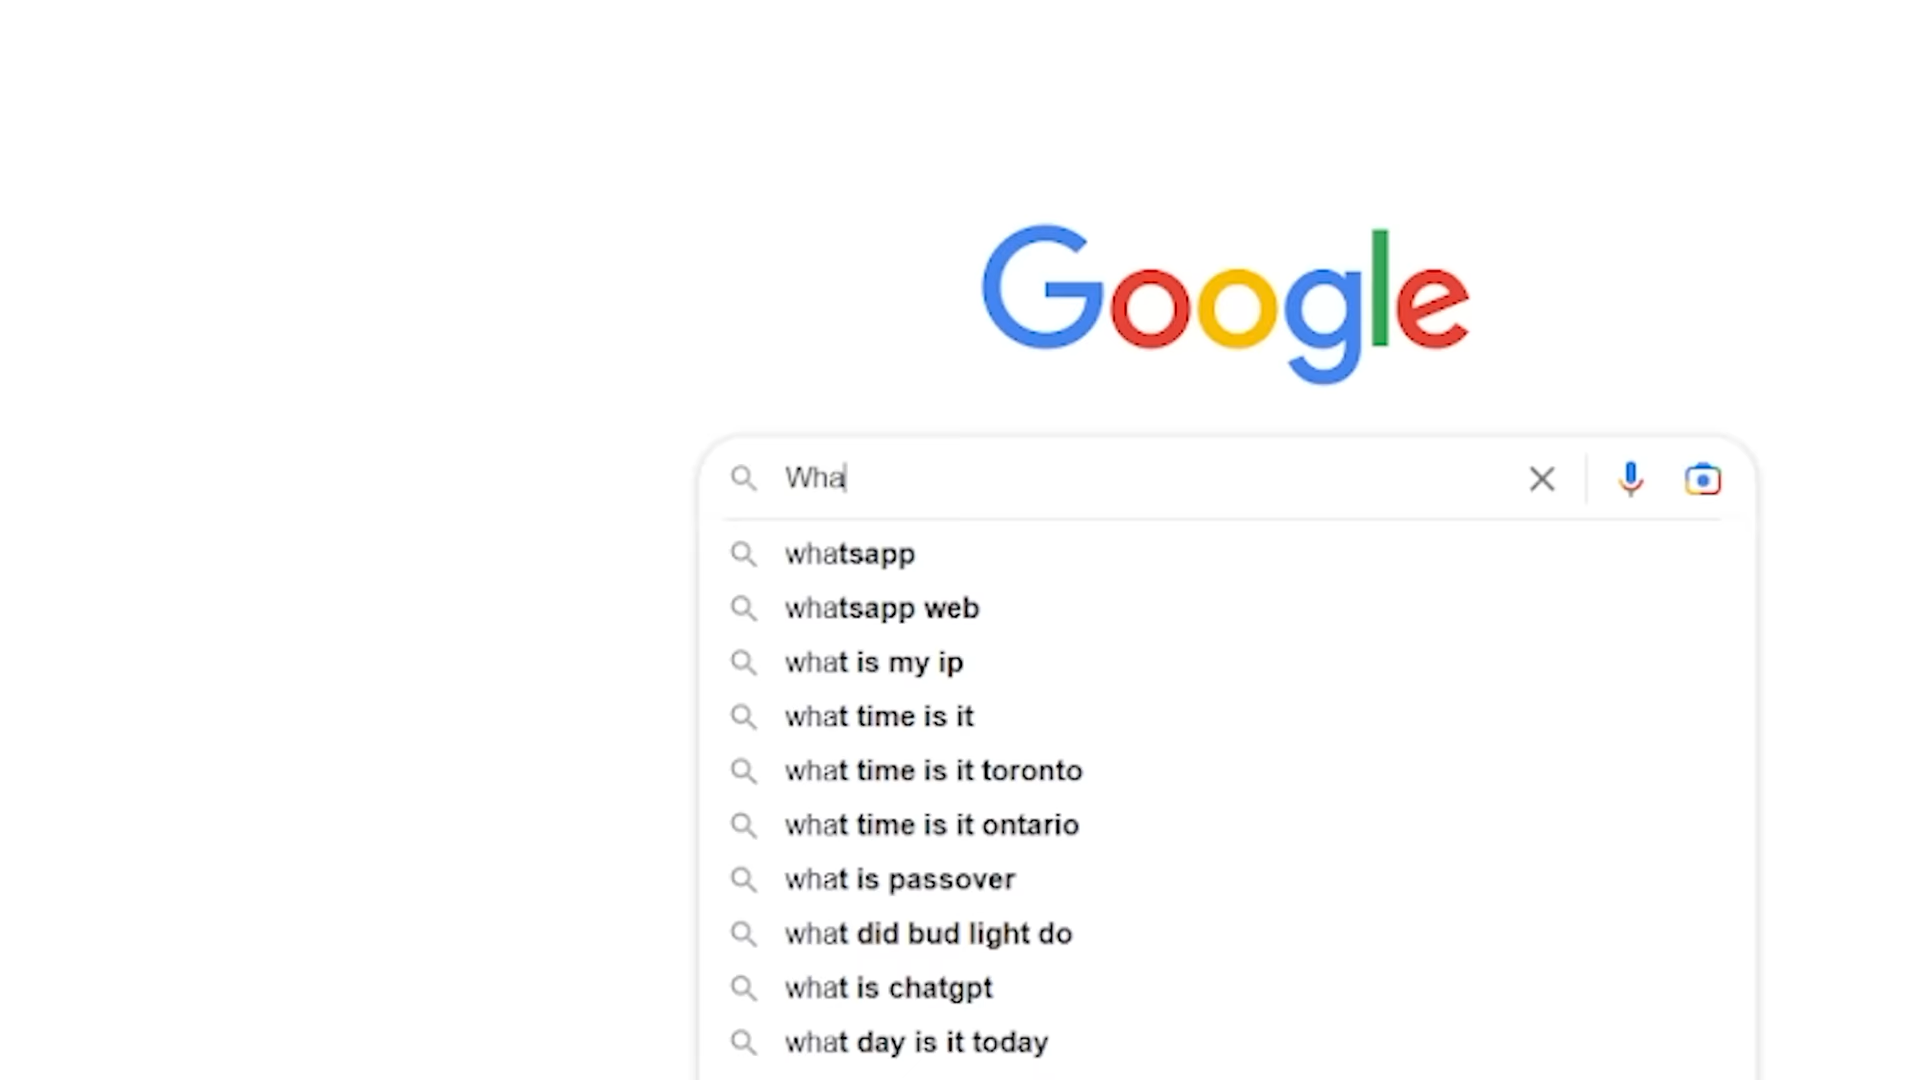 Google
Wha
whatsapp
whatsapp web
what is my ip
what time is it
what time is it toronto
what time is it ontario
what is passover
what did bud light do
what is chatgpt
what day is it today